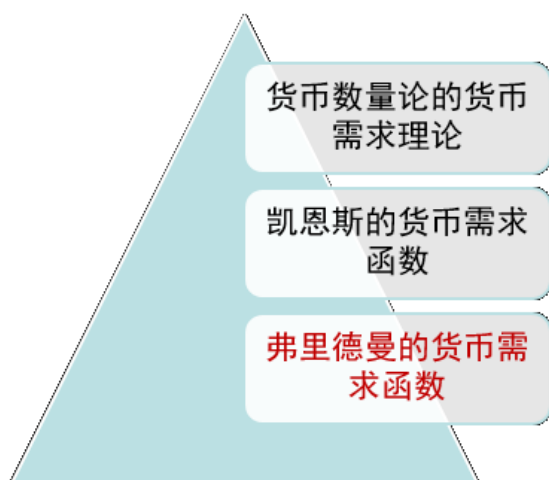 货币数量论的货币
需求理论
凯恩斯的货币需求
函数
弗里德曼的货币需
求函数